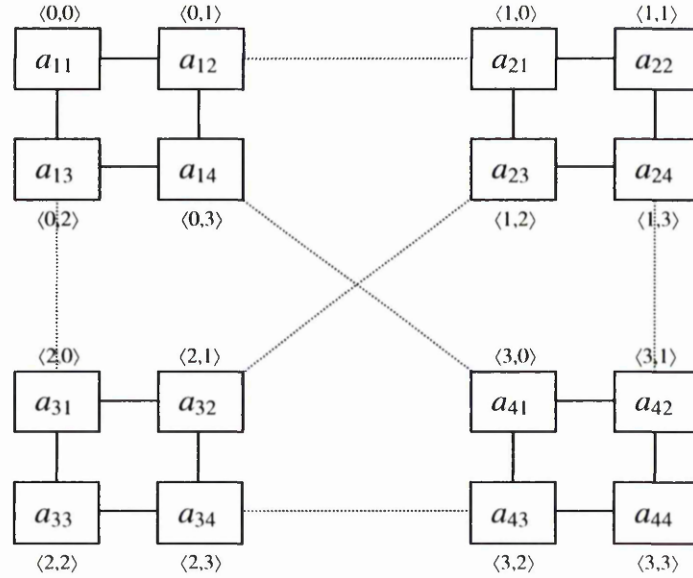 ⟨0,0⟩ ⟨0,1⟩ ⟨1,0⟩ ⟨1,1⟩
a₁₁ a₁₂ a₂₁ a₂₂
a₁₃ a₁₄ a₂₃ a₂₄
⟨0,2⟩ ⟨0,3⟩ ⟨1,2⟩ ⟨1,3⟩
⟨2,0⟩ ⟨2,1⟩ ⟨3,0⟩ ⟨3,1⟩
a₃₁ a₃₂ a₄₁ a₄₂
a₃₃ a₃₄ a₄₃ a₄₄
⟨2,2⟩ ⟨2,3⟩ ⟨3,2⟩ ⟨3,3⟩